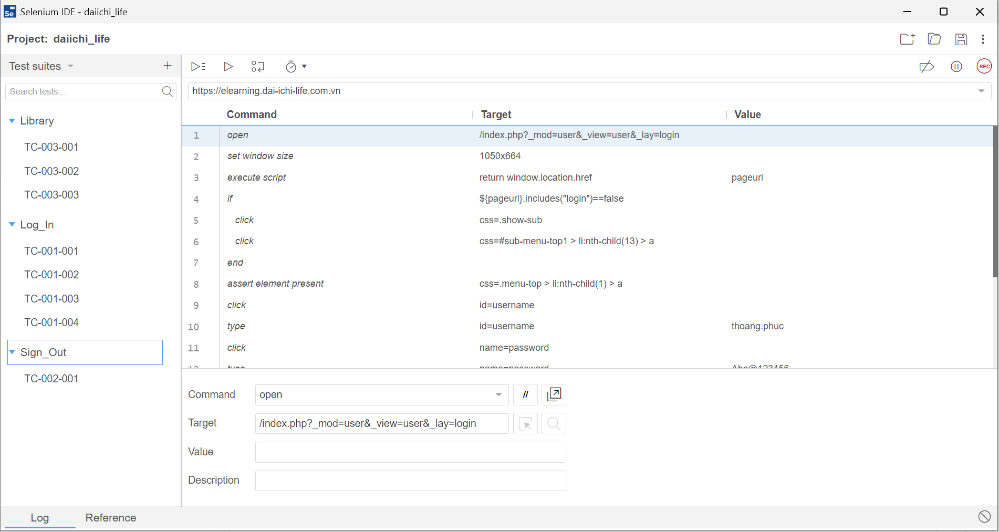 Selenium IDE - daiichi_life
Project: daiichi_life
Test suites
Search tests...
Library
TC-003-001
TC-003-002
TC-003-003
Log_In
TC-001-001
TC-001-002
TC-001-003
TC-001-004
Sign_Out
TC-002-001
REC
https://elearning.dai-ichi-life.com.vn
Command Target Value
1 open /index.php?_mod=user&_view=user&_lay=login
2 set window size 1050x664
3 execute script return window.location.href pageurl
4 if ${pageurl}.includes("login")==false
5 click css=.show-sub
6 click css=#sub-menu-top1 > li:nth-child(13) > a
7 end
8 assert element present css=.menu-top > li:nth-child(1) > a
9 click id=username
10 type id=username thoang.phuc
11 click name=password
12 type name=password Abc@123456
Command open //
Target /index.php?_mod=user&_view=user&_lay=login
Value
Description
Log Reference